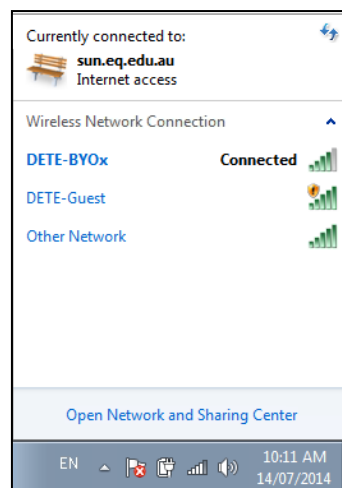 Currently connected to:
sun.eq.edu.au
Internet access
Wireless Network Connection
DETE-BYOx Connected
DETE-Guest
Other Network
Open Network and Sharing Center
EN 10:11 AM
14/07/2014